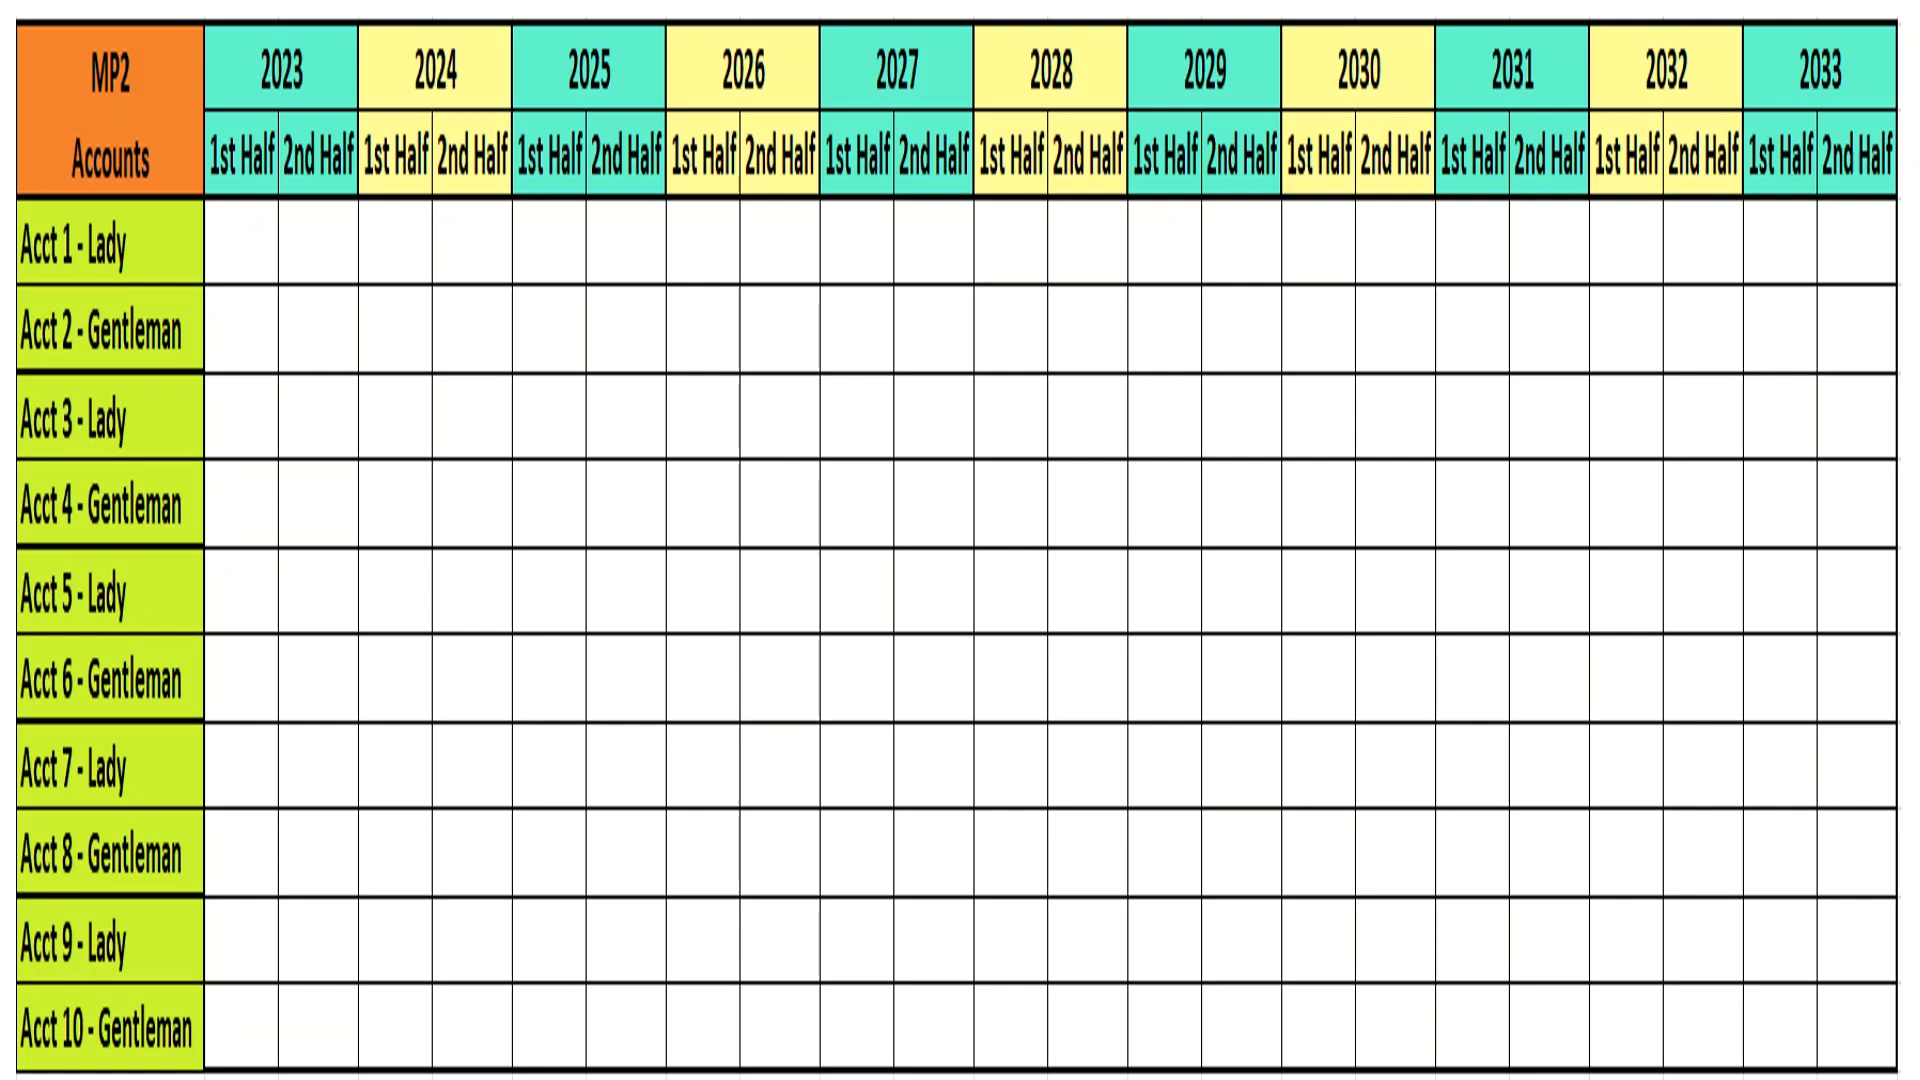 MP2 2023 2024 2025 2026 2027 2028 2029 2030 2031 2032 2033
Accounts 1st Half 2nd Half 1st Half 2nd Half 1st Half 2nd Half 1st Half 2nd Half 1st Half 2nd Half 1st Half 2nd Half 1st Half 2nd Half 1st Half 2nd Half 1st Half 2nd Half 1st Half 2nd Half 1st Half 2nd Half
Acct 1 - Lady
Acct 2 - Gentleman
Acct 3 - Lady
Acct 4 - Gentleman
Acct 5 - Lady
Acct 6 - Gentleman
Acct 7 - Lady
Acct 8 - Gentleman
Acct 9 - Lady
Acct 10 - Gentleman